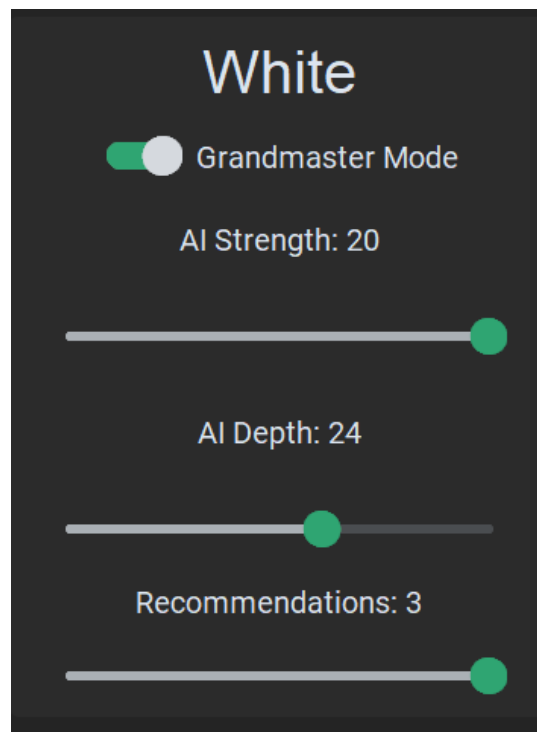 White
Grandmaster Mode
AI Strength: 20
AI Depth: 24
Recommendations: 3